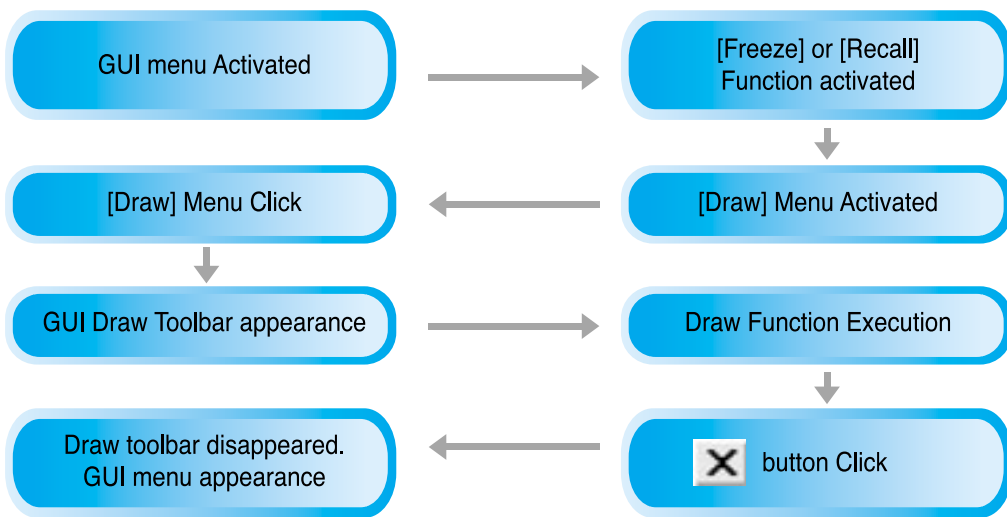 GUI menu Activated
[Freeze] or [Recall]
Function activated
[Draw] Menu Activated
[Draw] Menu Click
GUI Draw Toolbar appearance
Draw Function Execution
X button Click
Draw toolbar disappeared.
GUI menu appearance